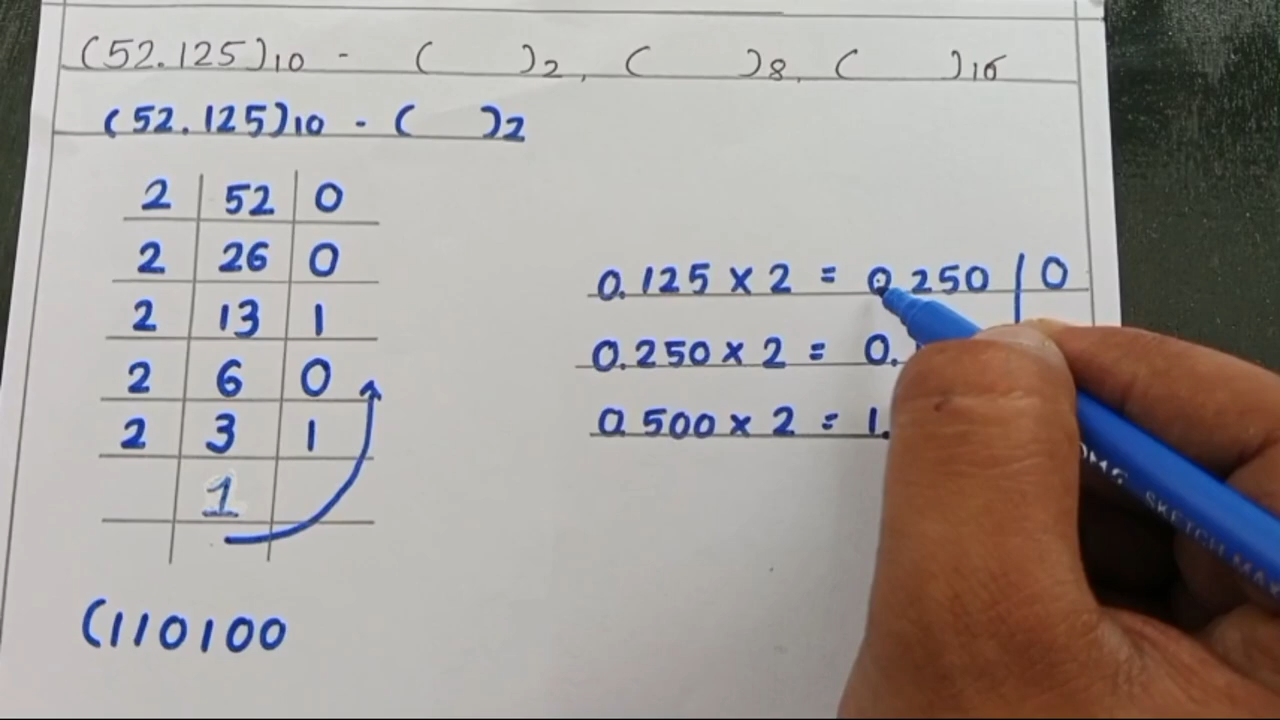 (52.125)10 - (      )2, (      )8, (      )16
(52.125)10 - (    )2
2 | 52 | 0
2 | 26 | 0
2 | 13 | 1
2 | 6 | 0
2 | 3 | 1
1
(110100
0.125 × 2 = 0.250 | 0
0.250 × 2 = 0.
0.500 × 2 = 1.
SKETCH